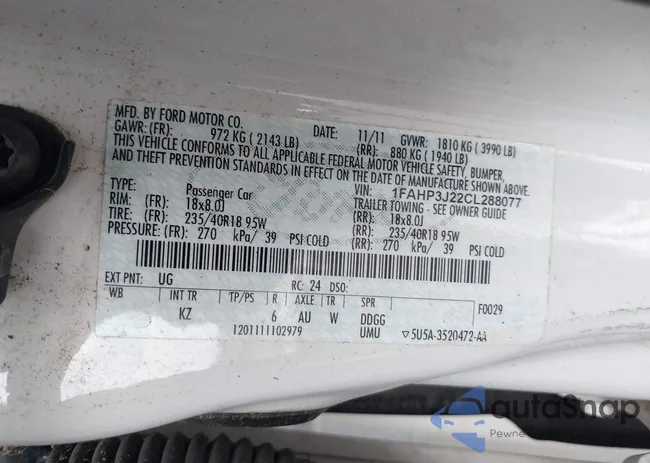 MFD. BY FORD MOTOR CO. DATE: 11/11 GVWR: 1810 KG ( 3990 LB)
GAWR: (FR): 972 KG ( 2143 LB) (RR): 880 KG ( 1940 LB)
THIS VEHICLE CONFORMS TO ALL APPLICABLE FEDERAL MOTOR VEHICLE SAFETY, BUMPER,
AND THEFT PREVENTION STANDARDS IN EFFECT ON THE DATE OF MANUFACTURE SHOWN ABOVE.
VIN: 1FAHP3J22CL288077
TYPE: Passenger Car TRAILER TOWING - SEE OWNER GUIDE
RIM: (FR): 18x8.0J (RR): 18x8.0J
TIRE: (FR): 235/40R18 95W (RR): 235/40R18 95W
PRESSURE: (FR): 270 kPa/ 39 PSI COLD (RR): 270 kPa/ 39 PSI COLD
EXT PNT: UG RC: 24 DSO: F0029
WB INT TR TP/PS R AXLE TR SPR
KZ 6 AU W DDGG
1201111102979 UMU ▽5U5A-3520472-AA
autoSnap